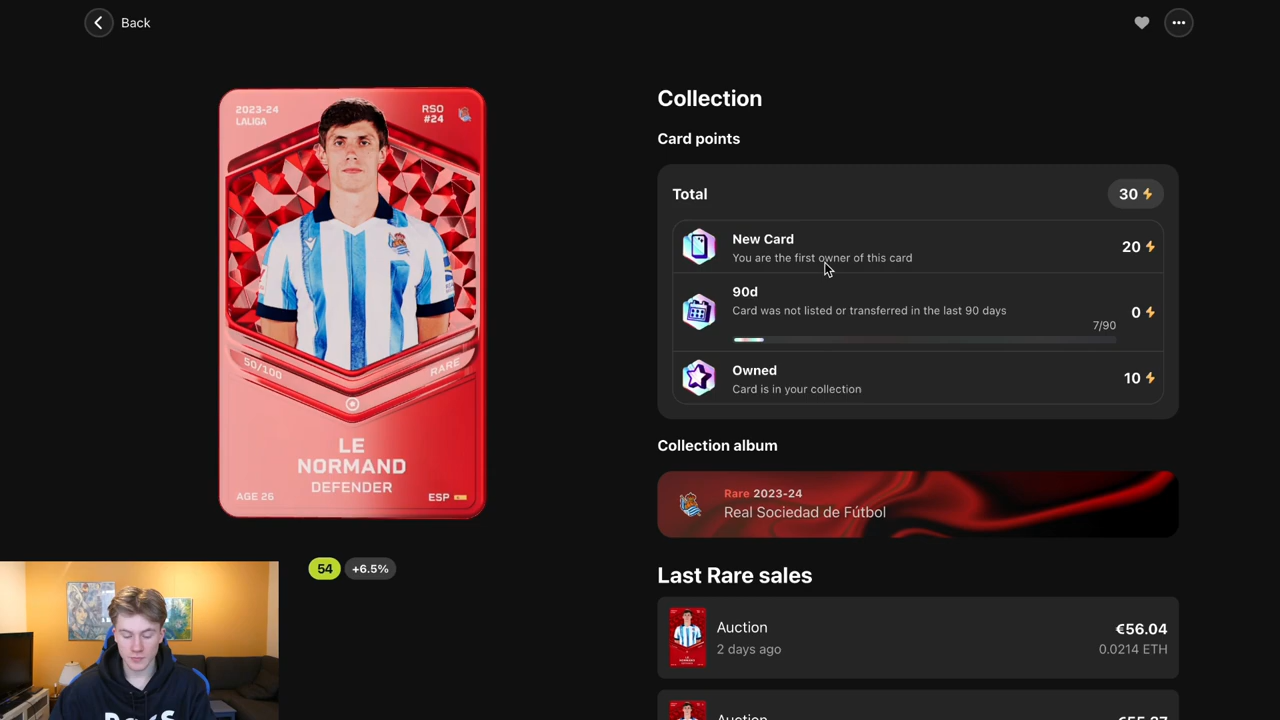 Back
2023-24
LALIGA
RSO
#24
50/100
RARE
LE
NORMAND
DEFENDER
AGE 26
ESP
54
+6.5%
Collection
Card points
Total
30
New Card
You are the first owner of this card
20
90d
Card was not listed or transferred in the last 90 days
0
7/90
Owned
Card is in your collection
10
Collection album
Rare 2023-24
Real Sociedad de Fútbol
Last Rare sales
Auction
€56.04
2 days ago
0.0214 ETH
Auction